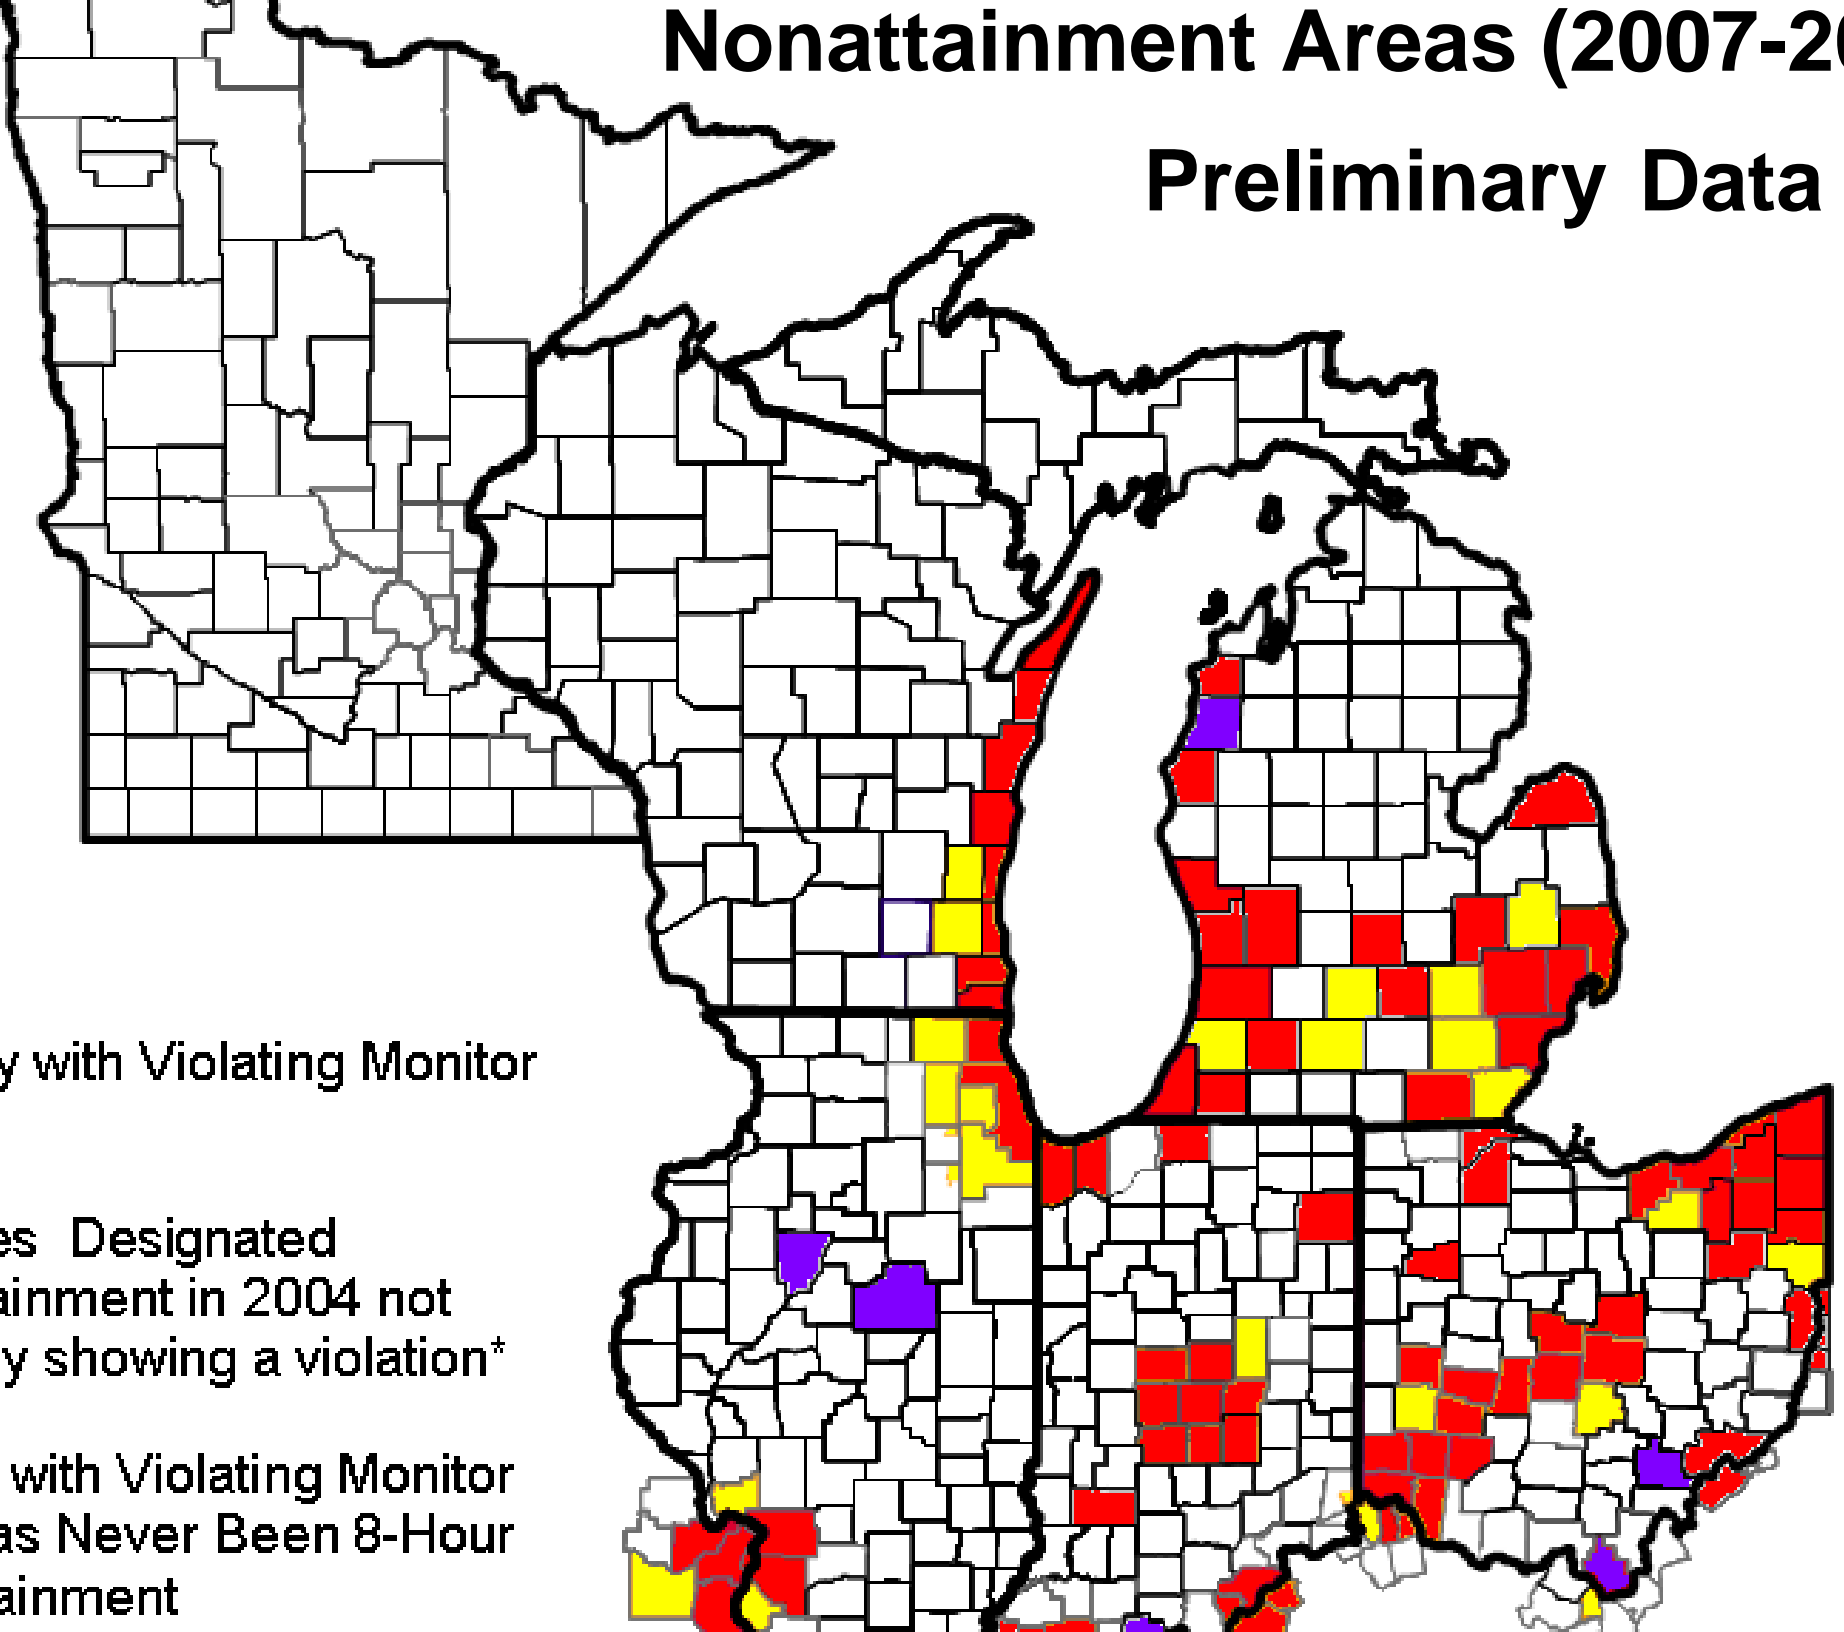 Nonattainment Areas (2007-20
Preliminary Data
y with Violating Monitor
es Designated
ainment in 2004 not
y showing a violation*
with Violating Monitor
as Never Been 8-Hour
ainment